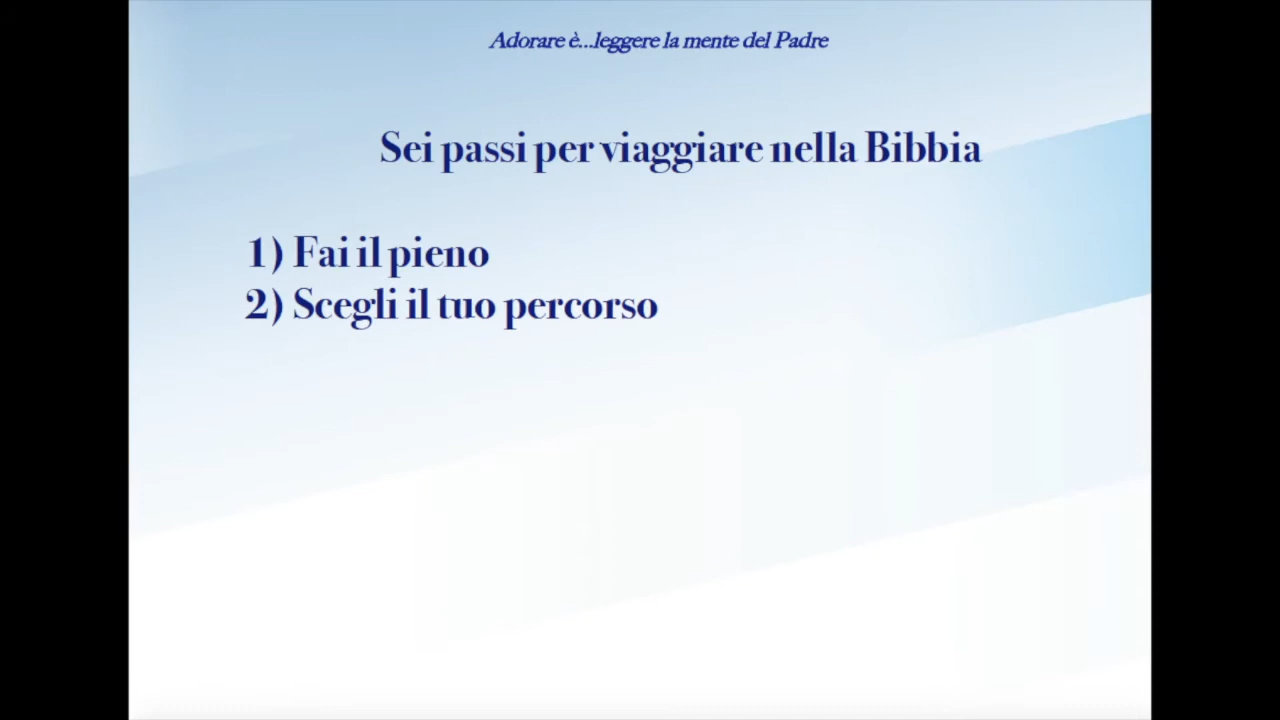 Adorare è...leggere la mente del Padre
Sei passi per viaggiare nella Bibbia
1) Fai il pieno
2) Scegli il tuo percorso